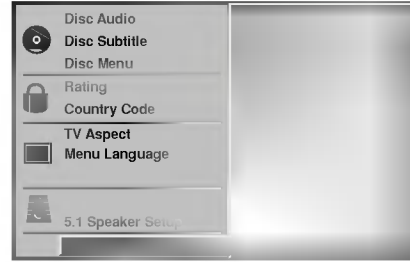 Disc Audio
Disc Subtitle
Disc Menu
Rating
Country Code
TV Aspect
Menu Language
5.1 Speaker Setup